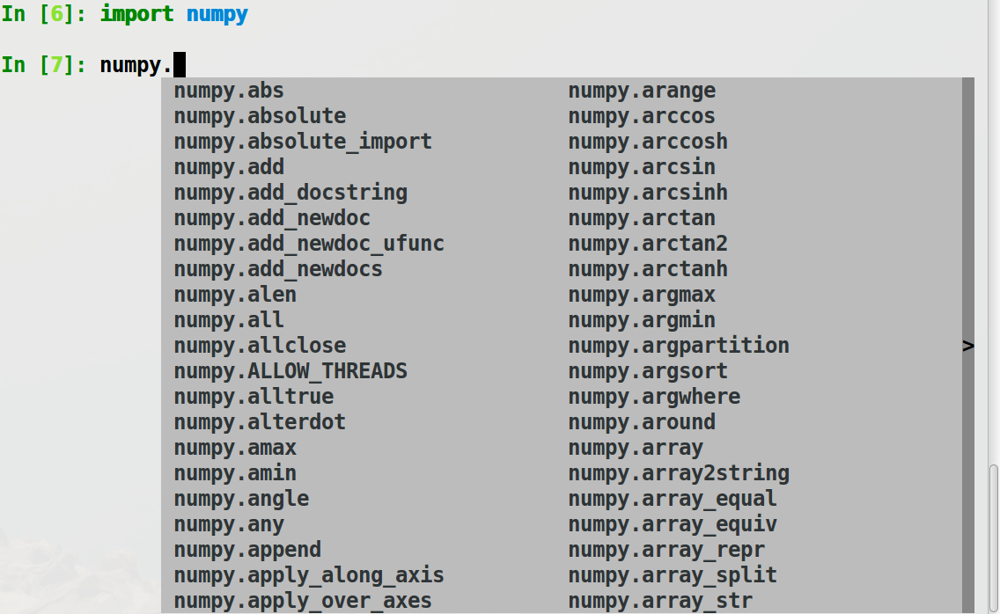 In [6]: import numpy
In [7]: numpy.
numpy.abs numpy.arange
numpy.absolute numpy.arccos
numpy.absolute_import numpy.arccosh
numpy.add numpy.arcsin
numpy.add_docstring numpy.arcsinh
numpy.add_newdoc numpy.arctan
numpy.add_newdoc_ufunc numpy.arctan2
numpy.add_newdocs numpy.arctanh
numpy.alen numpy.argmax
numpy.all numpy.argmin
numpy.allclose numpy.argpartition >
numpy.ALLOW_THREADS numpy.argsort
numpy.alltrue numpy.argwhere
numpy.alterdot numpy.around
numpy.amax numpy.array
numpy.amin numpy.array2string
numpy.angle numpy.array_equal
numpy.any numpy.array_equiv
numpy.append numpy.array_repr
numpy.apply_along_axis numpy.array_split
numpy.apply_over_axes numpy.array_str